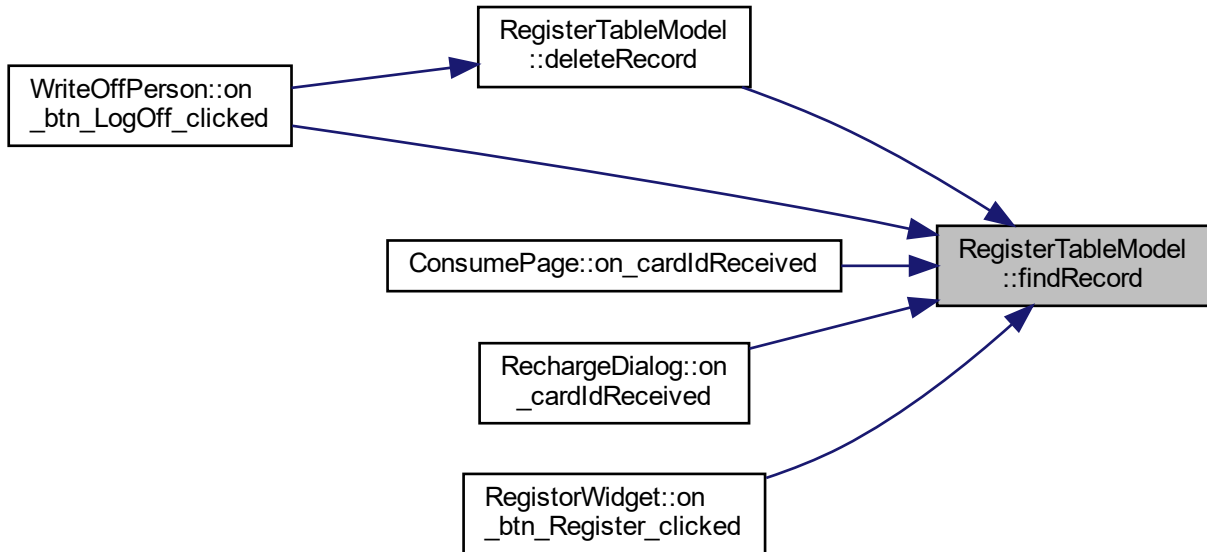 RegisterTableModel
::deleteRecord
WriteOffPerson::on
_btn_LogOff_clicked
ConsumePage::on_cardIdReceived
RegisterTableModel
::findRecord
RechargeDialog::on
_cardIdReceived
RegistorWidget::on
_btn_Register_clicked